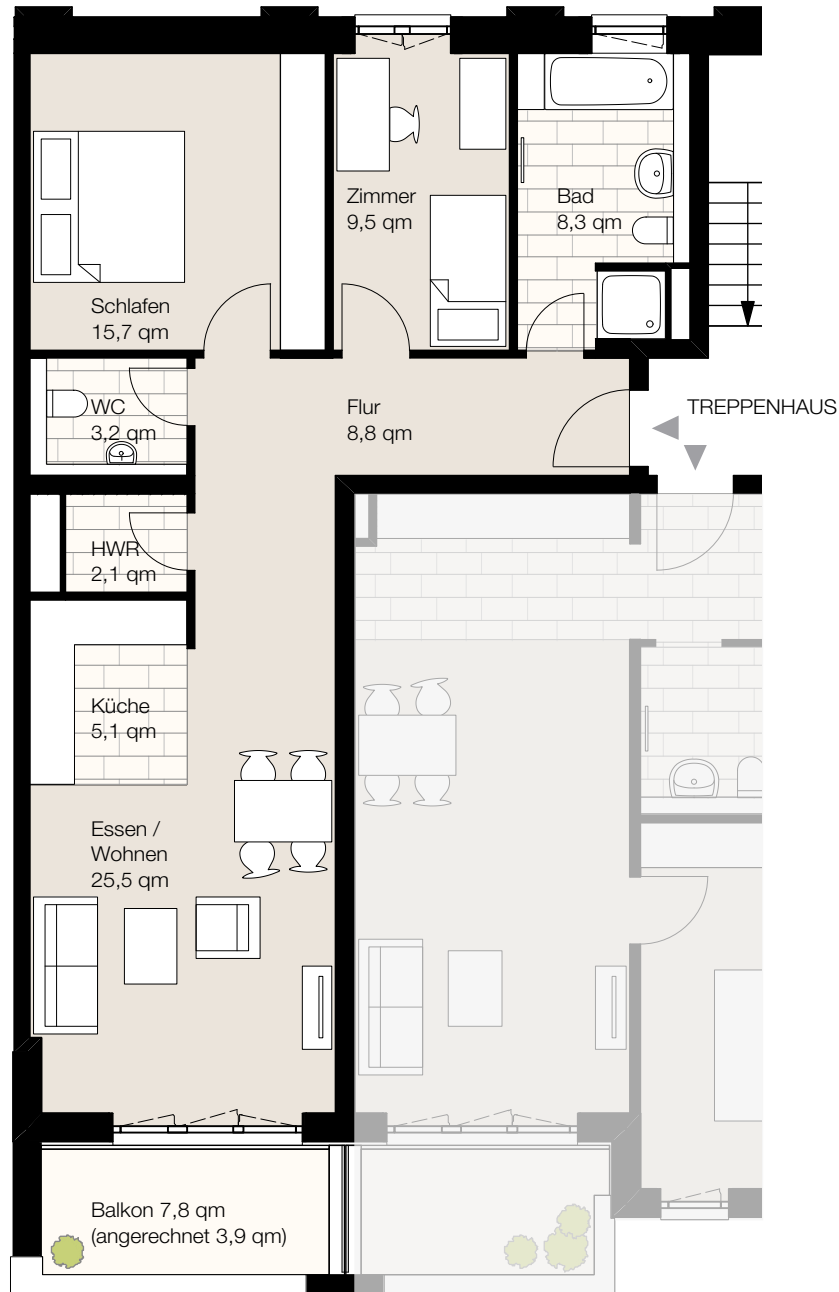 Zimmer
9,5 qm
Bad
8,3 qm
Schlafen
15,7 qm
WC
3,2 qm
Flur
8,8 qm
TREPPENHAUS
HWR
2,1 qm
Küche
5,1 qm
Essen /
Wohnen
25,5 qm
Balkon 7,8 qm
(angerechnet 3,9 qm)